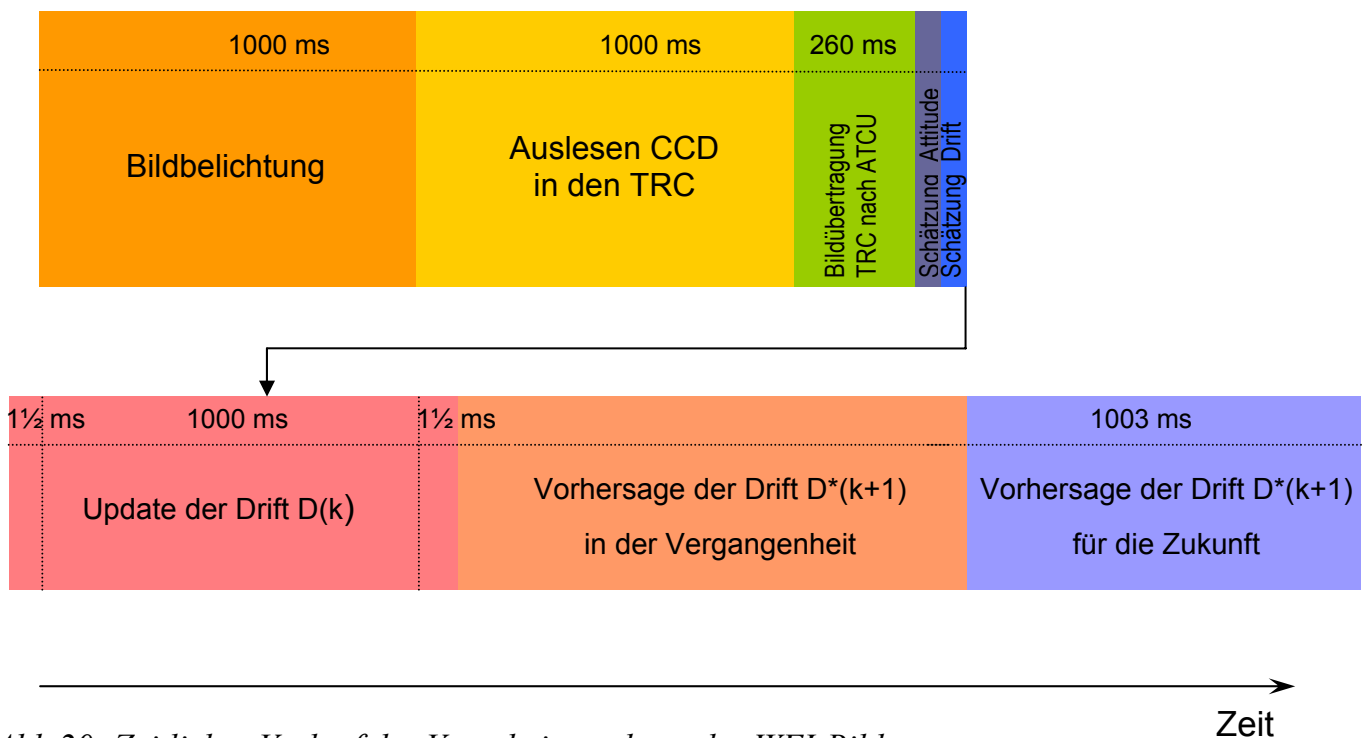 1000 ms
1000 ms
260 ms
Bildbelichtung
Auslesen CCD
in den TRC
Bildübertragung
TRC nach ATCU
Schätzung Attitude
Schätzung Drift
1½ ms
1000 ms
1½ ms
1003 ms
Update der Drift D(k)
Vorhersage der Drift D*(k+1)
in der Vergangenheit
Vorhersage der Drift D*(k+1)
für die Zukunft
Zeit